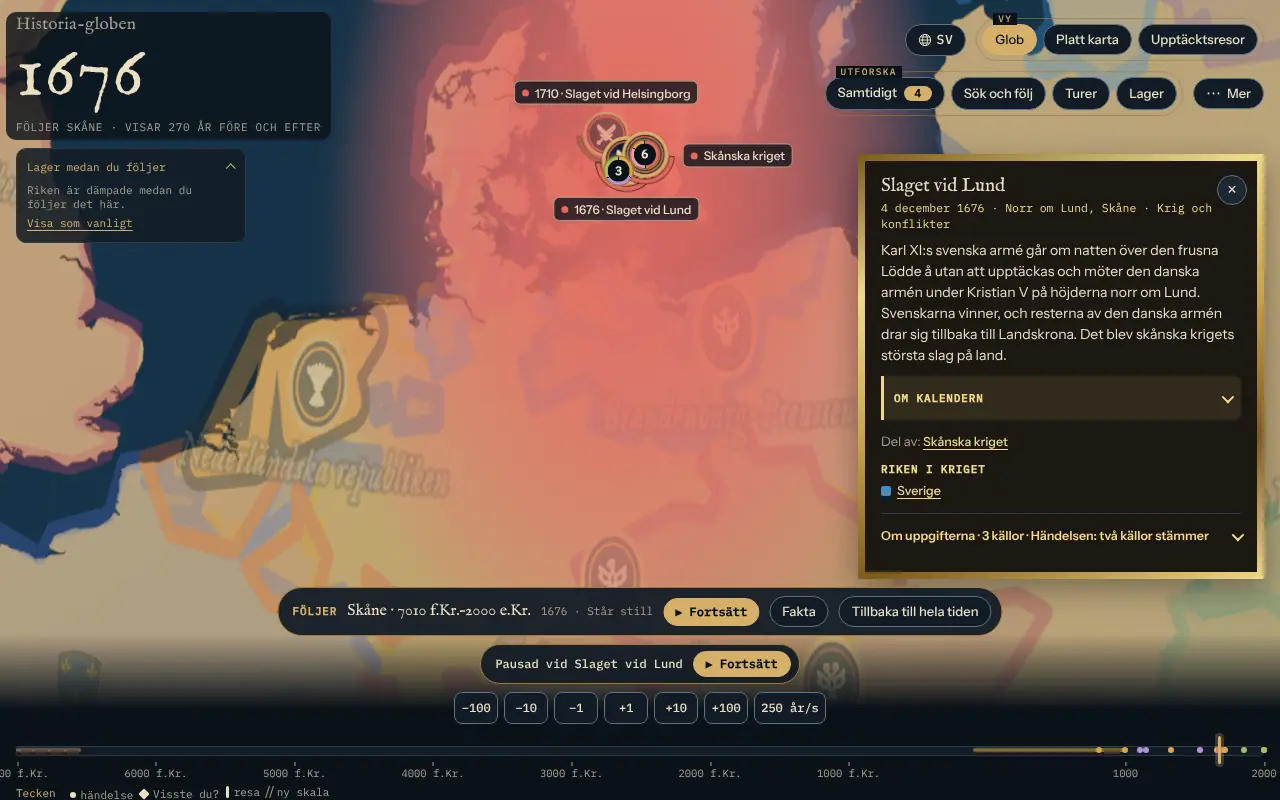 Historia-globen
1676
FÖLJER SKÅNE · VISAR 270 ÅR FÖRE OCH EFTER
Lager medan du följer
Riken är dämpade medan du
följer det här.
Visa som vanligt
SV
VY
Glob
Platt karta
Upptäcktsresor
UTFORSKA
Samtidigt 4
Sök och följ
Turer
Lager
··· Mer
1710 · Slaget vid Helsingborg
6
3
Skånska kriget
1676 · Slaget vid Lund
Nederländska republiken
Brandenburg-Preussen
Slaget vid Lund
×
4 december 1676 · Norr om Lund, Skåne · Krig och
konflikter
Karl XI:s svenska armé går om natten över den frusna
Lödde å utan att upptäckas och möter den danska
armén under Kristian V på höjderna norr om Lund.
Svenskarna vinner, och resterna av den danska armén
drar sig tillbaka till Landskrona. Det blev skånska krigets
största slag på land.
OM KALENDERN
Del av: Skånska kriget
RIKEN I KRIGET
Sverige
Om uppgifterna · 3 källor · Händelsen: två källor stämmer
FÖLJER Skåne · 7010 f.Kr.–2000 e.Kr. 1676 · Står still ▶ Fortsätt Fakta Tillbaka till hela tiden
Pausad vid Slaget vid Lund ▶ Fortsätt
−100 −10 −1 +1 +10 +100 250 år/s
00 f.Kr. 6000 f.Kr. 5000 f.Kr. 4000 f.Kr. 3000 f.Kr. 2000 f.Kr. 1000 f.Kr. 1000 2000
Tecken händelse Visste du? resa // ny skala